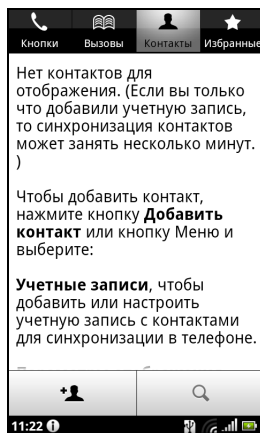 Кнопки Вызовы Контакты Избранные
Нет контактов для
отображения. (Если вы только
что добавили учетную запись,
то синхронизация контактов
может занять несколько минут.
)
Чтобы добавить контакт,
нажмите кнопку Добавить
контакт или кнопку Меню и
выберите:
Учетные записи, чтобы
добавить или настроить
учетную запись с контактами
для синхронизации в телефоне.
11:22